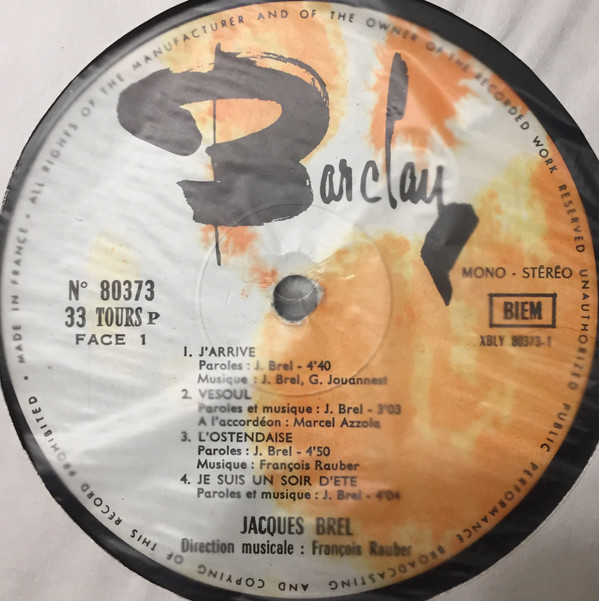 MADE IN FRANCE • ALL RIGHTS OF THE MANUFACTURER AND OF THE OWNER OF THE RECORDED WORK RESERVED UNAUTHORIZED PUBLIC PERFORMANCE BROADCASTING AND COPYING OF THIS RECORD PROHIBITED •
Barclay
MONO - STÉRÉO
N° 80373
33 TOURS P
FACE 1
BIEM
XBLY 80373-1
1. J'ARRIVE
Paroles : J. Brel - 4'40
Musique : J. Brel, G. Jouannest
2. VESOUL
Paroles et musique : J. Brel - 3'03
A l'accordéon : Marcel Azzola
3. L'OSTENDAISE
Paroles : J. Brel - 4'50
Musique : François Rauber
4. JE SUIS UN SOIR D'ETE
Paroles et musique : J. Brel - 4'04
JACQUES BREL
Direction musicale : François Rauber